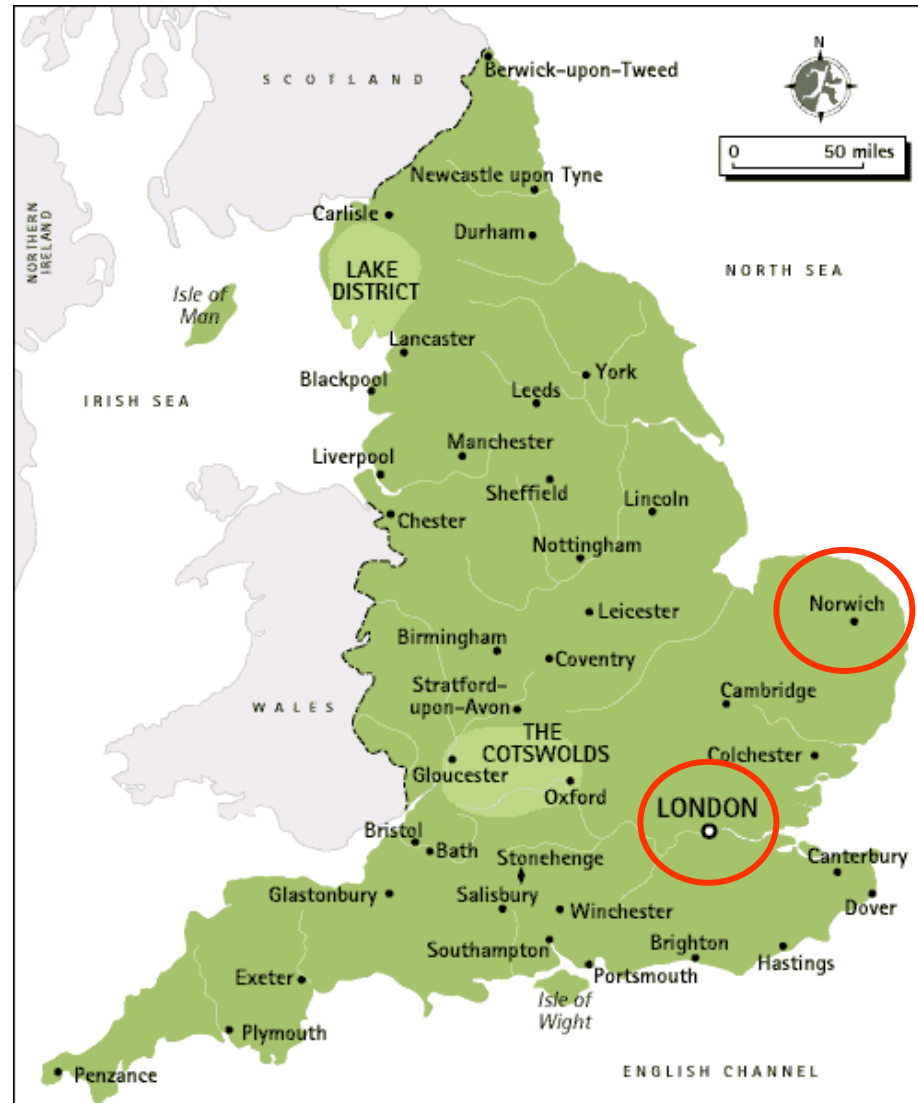 N
SCOTLAND
Berwick-upon-Tweed
0 50 miles
Newcastle upon Tyne
Carlisle
Durham
NORTHERN
IRELAND
NORTH SEA
LAKE
DISTRICT
Isle of
Man
Lancaster
York
Blackpool
Leeds
IRISH SEA
Manchester
Liverpool
Sheffield
Lincoln
Chester
Nottingham
Norwich
Leicester
Birmingham
Coventry
Stratford-
upon-Avon
Cambridge
WALES
THE
COTSWOLDS
Colchester
Gloucester
Oxford
LONDON
Bristol
Bath
Stonehenge
Canterbury
Glastonbury
Salisbury
Winchester
Dover
Southampton
Brighton
Hastings
Portsmouth
Exeter
Isle of
Wight
Plymouth
Penzance
ENGLISH CHANNEL